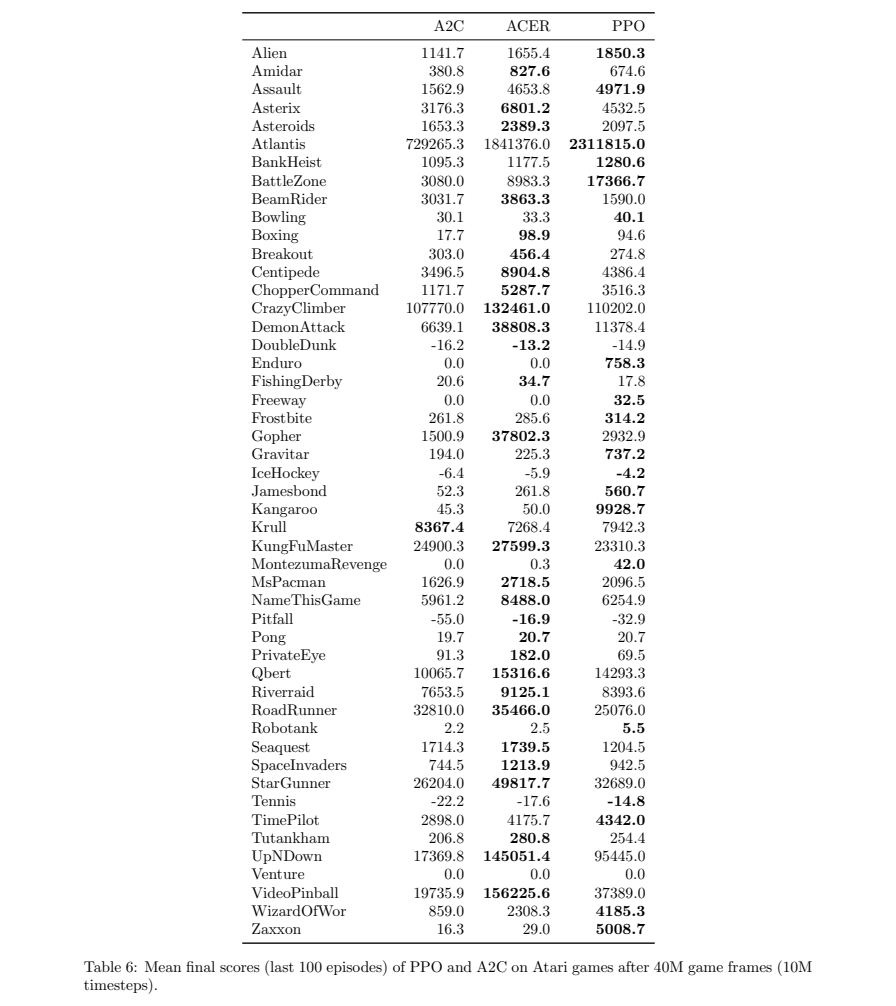 A2C ACER PPO
Alien 1141.7 1655.4 1850.3
Amidar 380.8 827.6 674.6
Assault 1562.9 4653.8 4971.9
Asterix 3176.3 6801.2 4532.5
Asteroids 1653.3 2389.3 2097.5
Atlantis 729265.3 1841376.0 2311815.0
BankHeist 1095.3 1177.5 1280.6
BattleZone 3080.0 8983.3 17366.7
BeamRider 3031.7 3863.3 1590.0
Bowling 30.1 33.3 40.1
Boxing 17.7 98.9 94.6
Breakout 303.0 456.4 274.8
Centipede 3496.5 8904.8 4386.4
ChopperCommand 1171.7 5287.7 3516.3
CrazyClimber 107770.0 132461.0 110202.0
DemonAttack 6639.1 38808.3 11378.4
DoubleDunk -16.2 -13.2 -14.9
Enduro 0.0 0.0 758.3
FishingDerby 20.6 34.7 17.8
Freeway 0.0 0.0 32.5
Frostbite 261.8 285.6 314.2
Gopher 1500.9 37802.3 2932.9
Gravitar 194.0 225.3 737.2
IceHockey -6.4 -5.9 -4.2
Jamesbond 52.3 261.8 560.7
Kangaroo 45.3 50.0 9928.7
Krull 8367.4 7268.4 7942.3
KungFuMaster 24900.3 27599.3 23310.3
MontezumaRevenge 0.0 0.3 42.0
MsPacman 1626.9 2718.5 2096.5
NameThisGame 5961.2 8488.0 6254.9
Pitfall -55.0 -16.9 -32.9
Pong 19.7 20.7 20.7
PrivateEye 91.3 182.0 69.5
Qbert 10065.7 15316.6 14293.3
Riverraid 7653.5 9125.1 8393.6
RoadRunner 32810.0 35466.0 25076.0
Robotank 2.2 2.5 5.5
Seaquest 1714.3 1739.5 1204.5
SpaceInvaders 744.5 1213.9 942.5
StarGunner 26204.0 49817.7 32689.0
Tennis -22.2 -17.6 -14.8
TimePilot 2898.0 4175.7 4342.0
Tutankham 206.8 280.8 254.4
UpNDown 17369.8 145051.4 95445.0
Venture 0.0 0.0 0.0
VideoPinball 19735.9 156225.6 37389.0
WizardOfWor 859.0 2308.3 4185.3
Zaxxon 16.3 29.0 5008.7
Table 6: Mean final scores (last 100 episodes) of PPO and A2C on Atari games after 40M game frames (10M
timesteps).